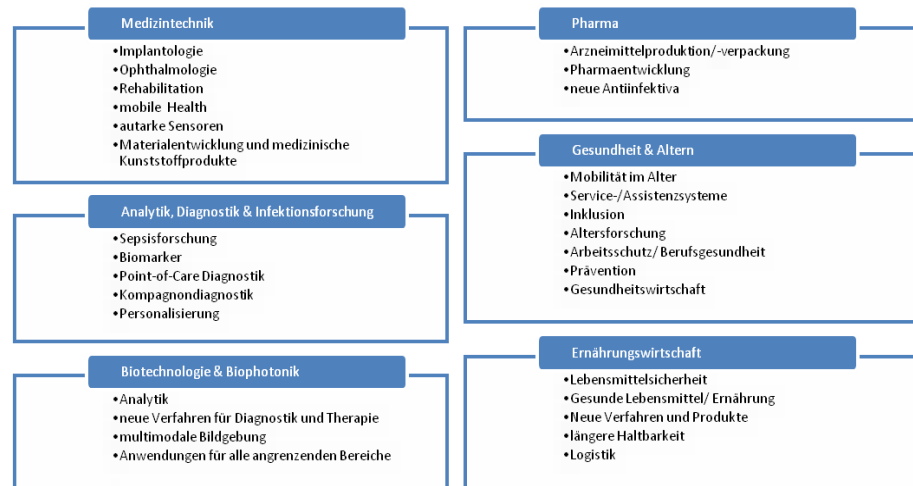 Medizintechnik
•Implantologie
•Ophthalmologie
•Rehabilitation
•mobile Health
•autarke Sensoren
•Materialentwicklung und medizinische
Kunststoffprodukte
Analytik, Diagnostik & Infektionsforschung
•Sepsisforschung
•Biomarker
•Point-of-Care Diagnostik
•Kompagnondiagnostik
•Personalisierung
Biotechnologie & Biophotonik
•Analytik
•neue Verfahren für Diagnostik und Therapie
•multimodale Bildgebung
•Anwendungen für alle angrenzenden Bereiche
Pharma
•Arzneimittelproduktion/-verpackung
•Pharmaentwicklung
•neue Antiinfektiva
Gesundheit & Altern
•Mobilität im Alter
•Service-/Assistenzsysteme
•Inklusion
•Altersforschung
•Arbeitsschutz/ Berufsgesundheit
•Prävention
•Gesundheitswirtschaft
Ernährungswirtschaft
•Lebensmittelsicherheit
•Gesunde Lebensmittel/ Ernährung
•Neue Verfahren und Produkte
•längere Haltbarkeit
•Logistik